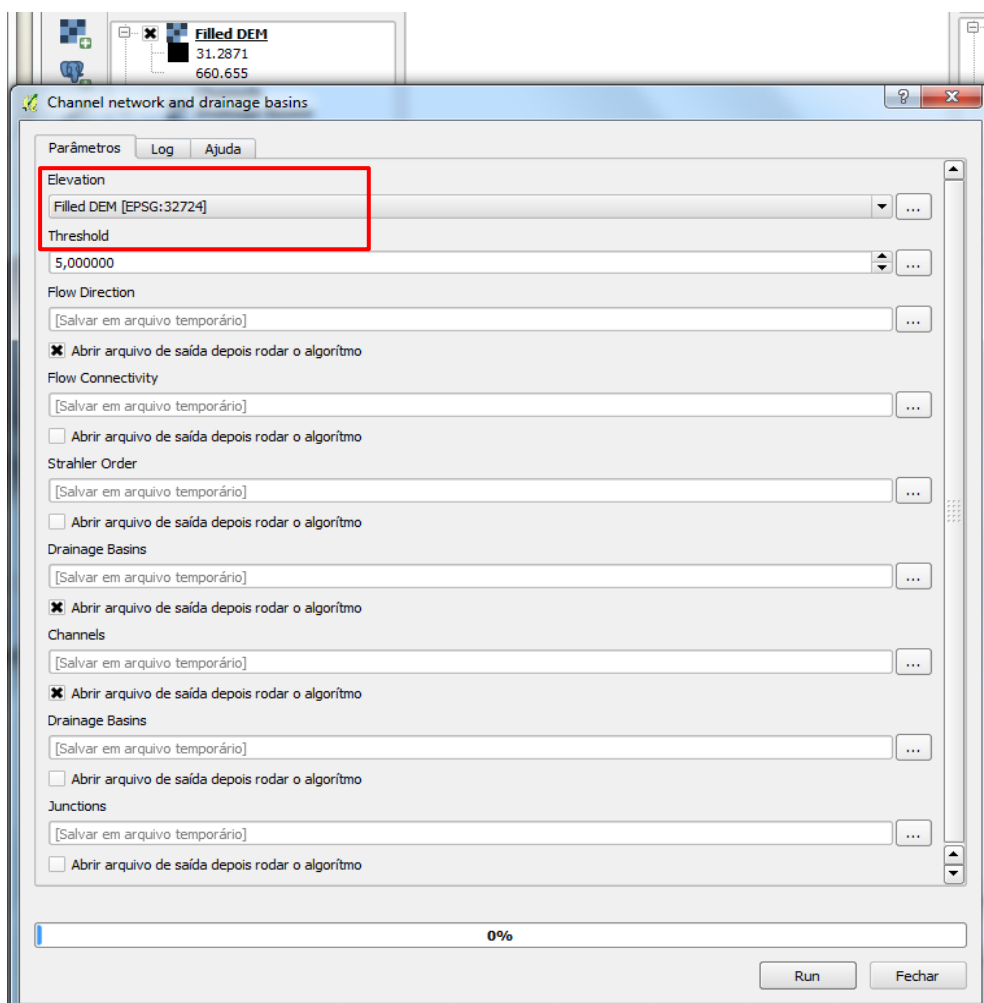 Filled DEM
31.2871
660.655
Channel network and drainage basins
Parâmetros Log Ajuda
Elevation
Filled DEM [EPSG:32724]
...
Threshold
5,000000
...
Flow Direction
[Salvar em arquivo temporário]
...
Abrir arquivo de saída depois rodar o algorítmo
Flow Connectivity
[Salvar em arquivo temporário]
...
Abrir arquivo de saída depois rodar o algorítmo
Strahler Order
[Salvar em arquivo temporário]
...
Abrir arquivo de saída depois rodar o algorítmo
Drainage Basins
[Salvar em arquivo temporário]
...
Abrir arquivo de saída depois rodar o algorítmo
Channels
[Salvar em arquivo temporário]
...
Abrir arquivo de saída depois rodar o algorítmo
Drainage Basins
[Salvar em arquivo temporário]
...
Abrir arquivo de saída depois rodar o algorítmo
Junctions
[Salvar em arquivo temporário]
...
Abrir arquivo de saída depois rodar o algorítmo
0%
Run Fechar